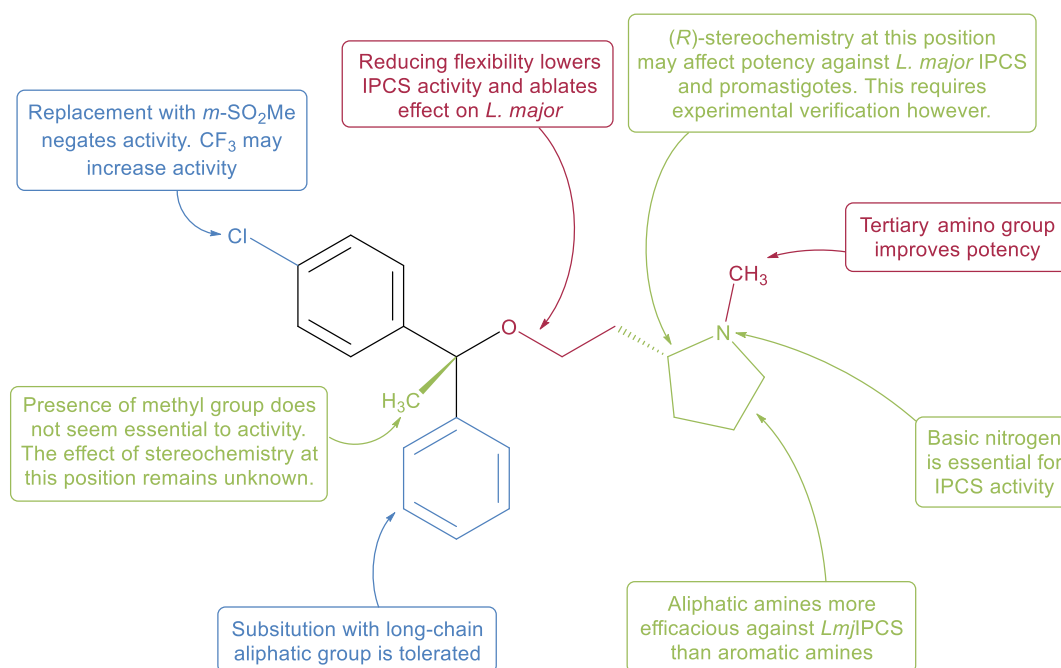 Reducing flexibility lowers
IPCS activity and ablates
effect on L. major
(R)-stereochemistry at this position
may affect potency against L. major IPCS
and promastigotes. This requires
experimental verification however.
Replacement with m-SO₂Me
negates activity. CF₃ may
increase activity
Tertiary amino group
improves potency
Cl
CH₃
O
N
H₃C
Presence of methyl group does
not seem essential to activity.
The effect of stereochemistry at
this position remains unknown.
Basic nitrogen
is essential for
IPCS activity
Subsitution with long-chain
aliphatic group is tolerated
Aliphatic amines more
efficacious against LmjIPCS
than aromatic amines